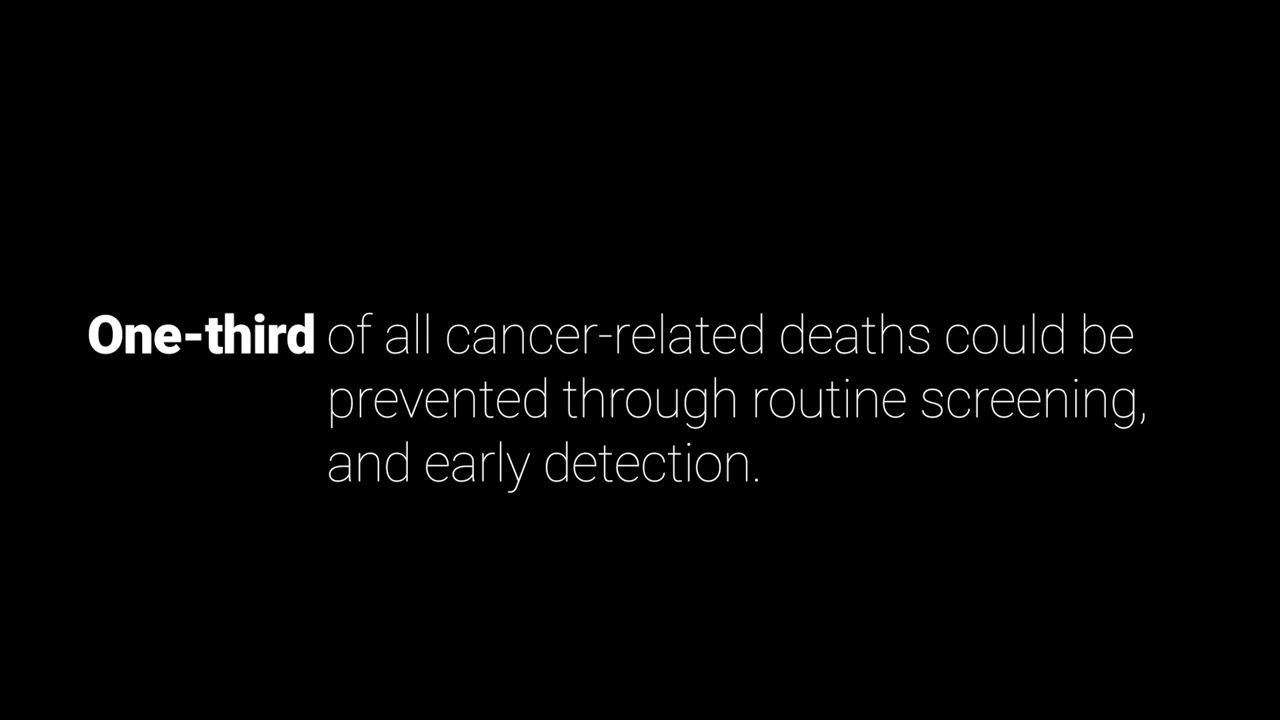 One-third of all cancer-related deaths could be
prevented through routine screening,
and early detection.